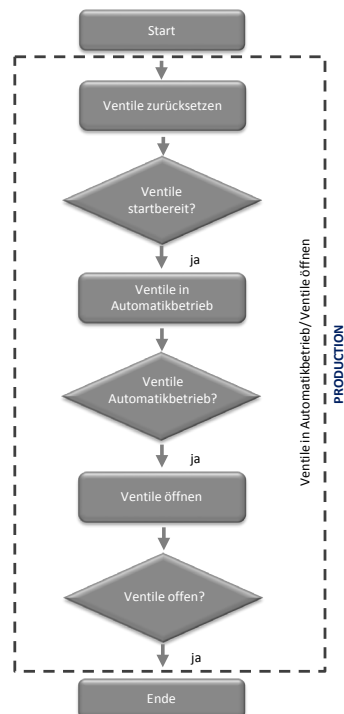 Start
Ventile zurücksetzen
Ventile
startbereit?
ja
Ventile in
Automatikbetrieb
Ventile
Automatikbetrieb?
ja
Ventile öffnen
Ventile offen?
ja
Ende
Ventile in Automatikbetrieb/ Ventile öffnen
PRODUCTION